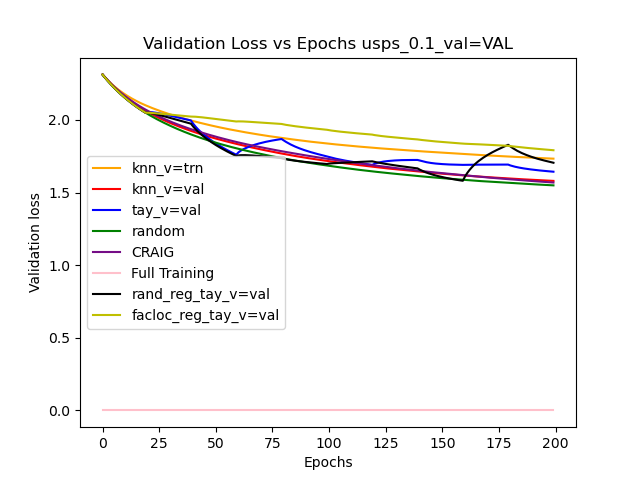 Validation Loss vs Epochs usps_0.1_val=VAL
Validation loss
2.0
1.5
1.0
0.5
0.0
knn_v=trn
knn_v=val
tay_v=val
random
CRAIG
Full Training
rand_reg_tay_v=val
facloc_reg_tay_v=val
0 25 50 75 100 125 150 175 200
Epochs